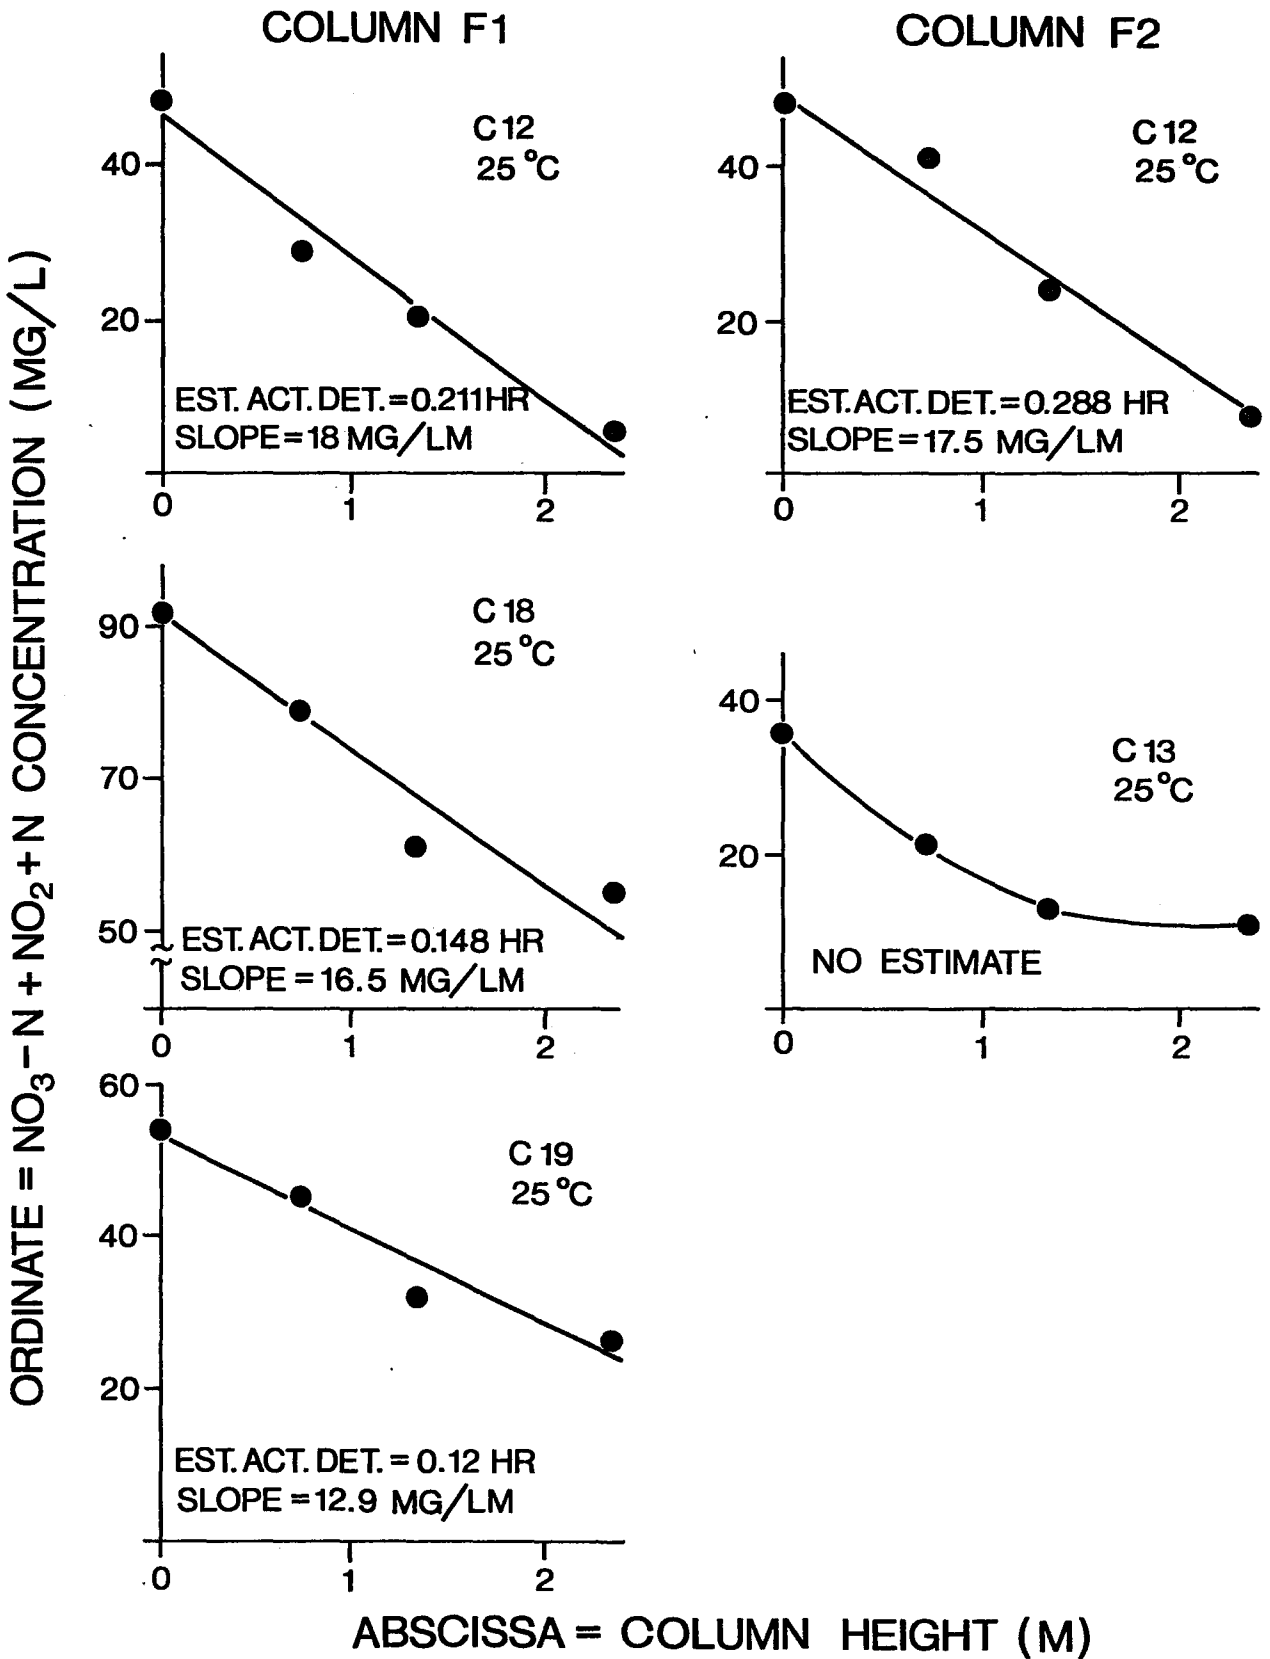 COLUMN F1
COLUMN F2
ORDINATE = NO3-N + NO2+N CONCENTRATION (MG/L)
C 12
25 °C
40
20
EST. ACT. DET. = 0.211 HR
SLOPE = 18 MG/LM
0 1 2
C 12
25 °C
40
20
EST. ACT. DET. = 0.288 HR
SLOPE = 17.5 MG/LM
0 1 2
C 18
25 °C
90
70
50
EST. ACT. DET. = 0.148 HR
SLOPE = 16.5 MG/LM
0 1 2
C 13
25 °C
40
20
NO ESTIMATE
0 1 2
C 19
25 °C
60
40
20
EST. ACT. DET. = 0.12 HR
SLOPE = 12.9 MG/LM
0 1 2
ABSCISSA = COLUMN HEIGHT (M)